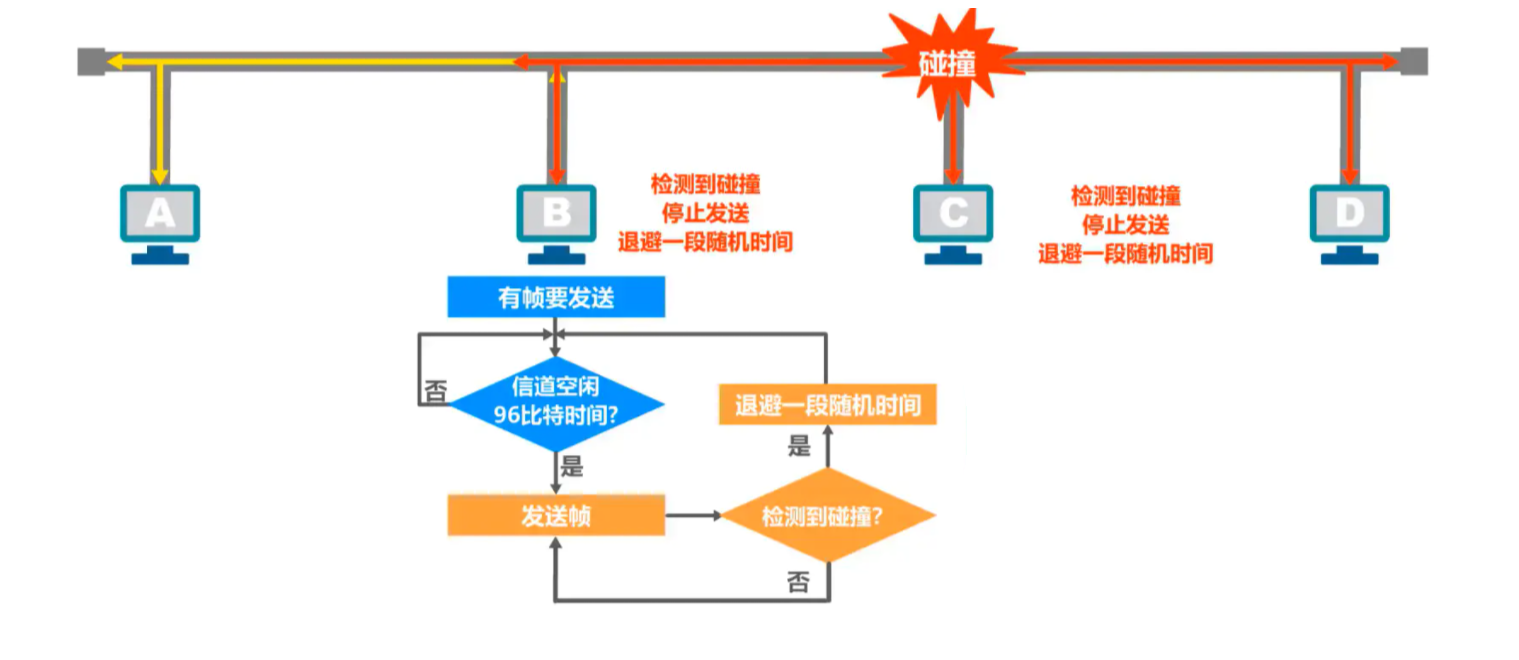 碰撞
A
B
C
D
检测到碰撞
停止发送
退避一段随机时间
检测到碰撞
停止发送
退避一段随机时间
有帧要发送
信道空闲
96比特时间?
否
是
发送帧
检测到碰撞?
是
退避一段随机时间
否